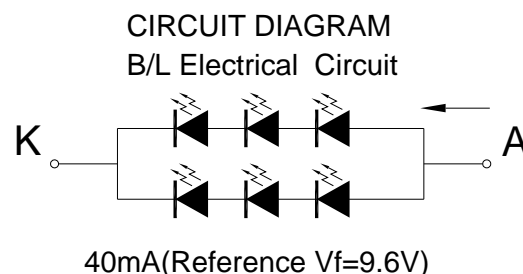 CIRCUIT DIAGRAM
B/L Electrical Circuit
K A
40mA(Reference Vf=9.6V)